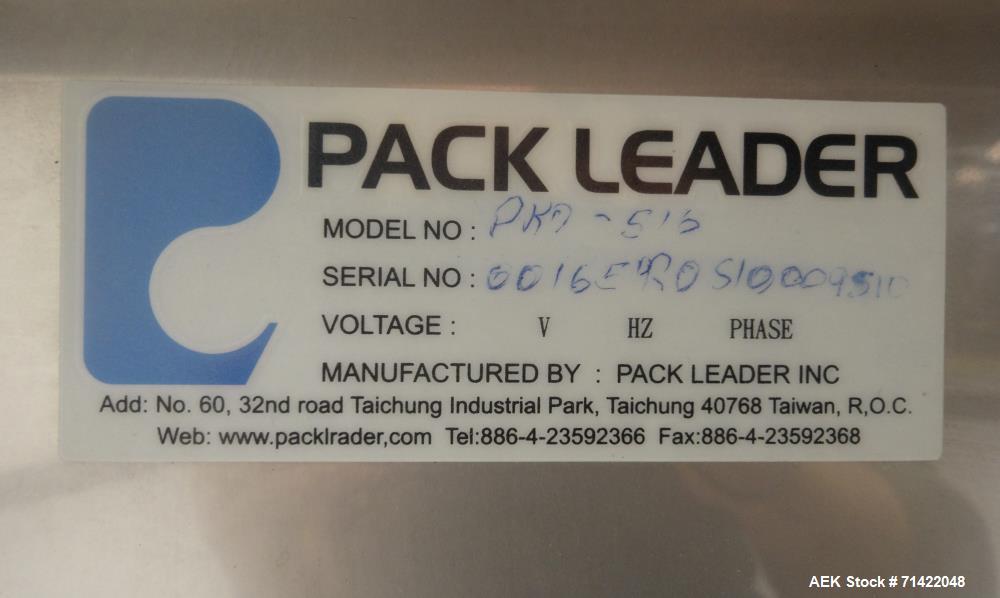 PACK LEADER
MODEL NO :
SERIAL NO :
VOLTAGE : V HZ PHASE
MANUFACTURED BY : PACK LEADER INC
Add: No. 60, 32nd road Taichung Industrial Park, Taichung 40768 Taiwan, R,O.C.
Web: www.packlrader,com Tel:886-4-23592366 Fax:886-4-23592368
AEK Stock # 71422048